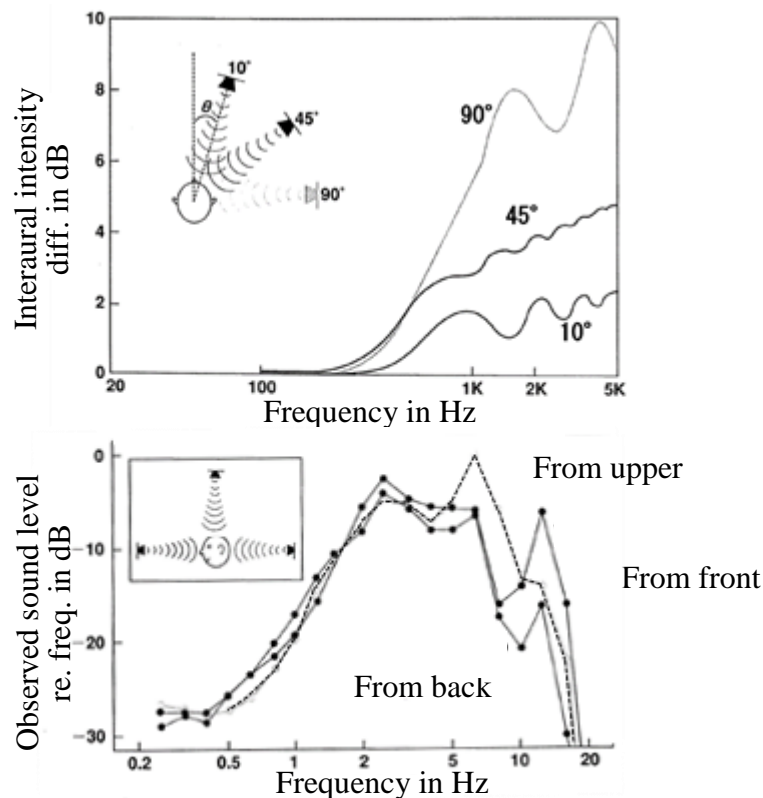 Interaural intensity
diff. in dB
10
8
6
4
2
0
θ
10°
45°
90°
90°
45°
10°
20
100
1K
2K
5K
Frequency in Hz
Observed sound level
re. freq. in dB
0
−10
−20
−30
From upper
From front
From back
0.2
0.5
1
2
5
10
20
Frequency in Hz